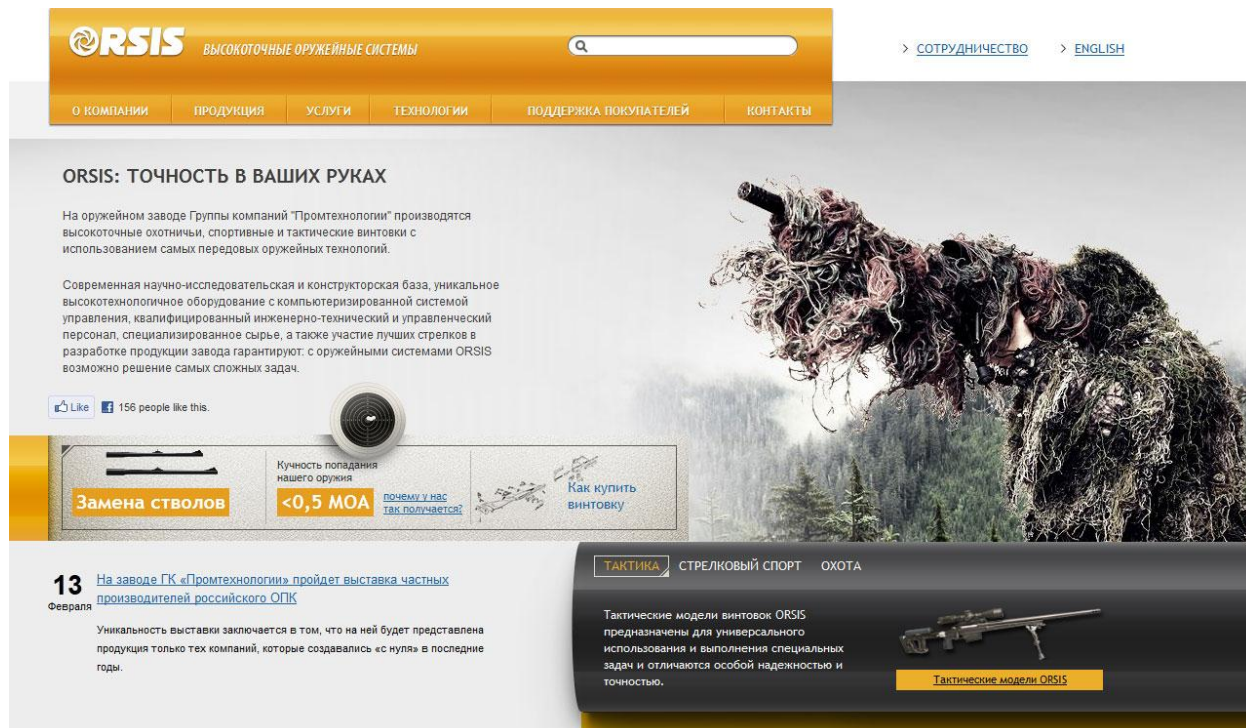 ORSIS ВЫСОКОТОЧНЫЕ ОРУЖЕЙНЫЕ СИСТЕМЫ
СОТРУДНИЧЕСТВО ENGLISH
О КОМПАНИИ ПРОДУКЦИЯ УСЛУГИ ТЕХНОЛОГИИ ПОДДЕРЖКА ПОКУПАТЕЛЕЙ КОНТАКТЫ
ORSIS: ТОЧНОСТЬ В ВАШИХ РУКАХ
На оружейном заводе Группы компаний "Промтехнологии" производятся
высокоточные охотничьи, спортивные и тактические винтовки с
использованием самых передовых оружейных технологий.
Современная научно-исследовательская и конструкторская база, уникальное
высокотехнологичное оборудование с компьютеризированной системой
управления, квалифицированный инженерно-технический и управленческий
персонал, специализированное сырье, а также участие лучших стрелков в
разработке продукции завода гарантируют: с оружейными системами ORSIS
возможно решение самых сложных задач.
Like 156 people like this.
Замена стволов
Кучность попадания
нашего оружия
<0,5 МОА
почему у нас
так получается?
Как купить
винтовку
13
Февраля
На заводе ГК «Промтехнологии» пройдет выставка частных
производителей российского ОПК
Уникальность выставки заключается в том, что на ней будет представлена
продукция только тех компаний, которые создавались «с нуля» в последние
годы.
ТАКТИКА СТРЕЛКОВЫЙ СПОРТ ОХОТА
Тактические модели винтовок ORSIS
предназначены для универсального
использования и выполнения специальных
задач и отличаются особой надежностью и
точностью.
Тактические модели ORSIS